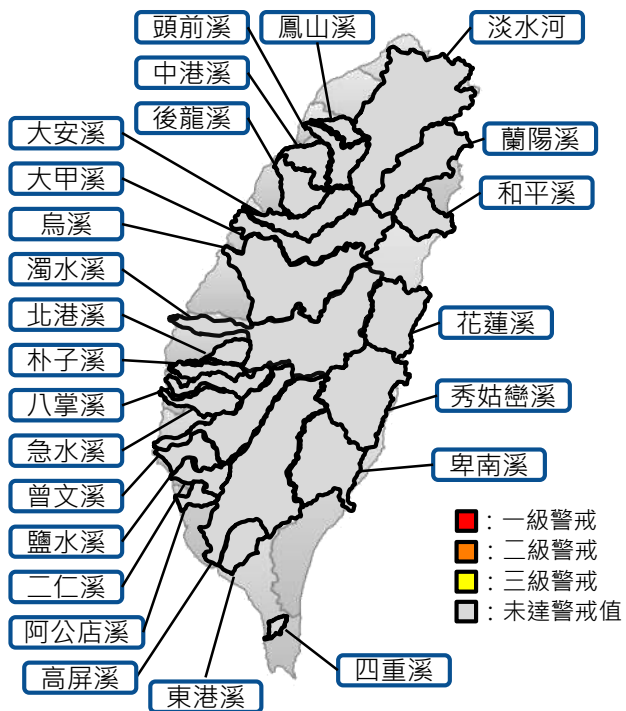 頭前溪
鳳山溪
淡水河
中港溪
後龍溪
大安溪
蘭陽溪
大甲溪
和平溪
烏溪
濁水溪
北港溪
花蓮溪
朴子溪
八掌溪
秀姑巒溪
急水溪
卑南溪
曾文溪
鹽水溪
二仁溪
阿公店溪
高屏溪
東港溪
四重溪
：一級警戒
：二級警戒
：三級警戒
：未達警戒值